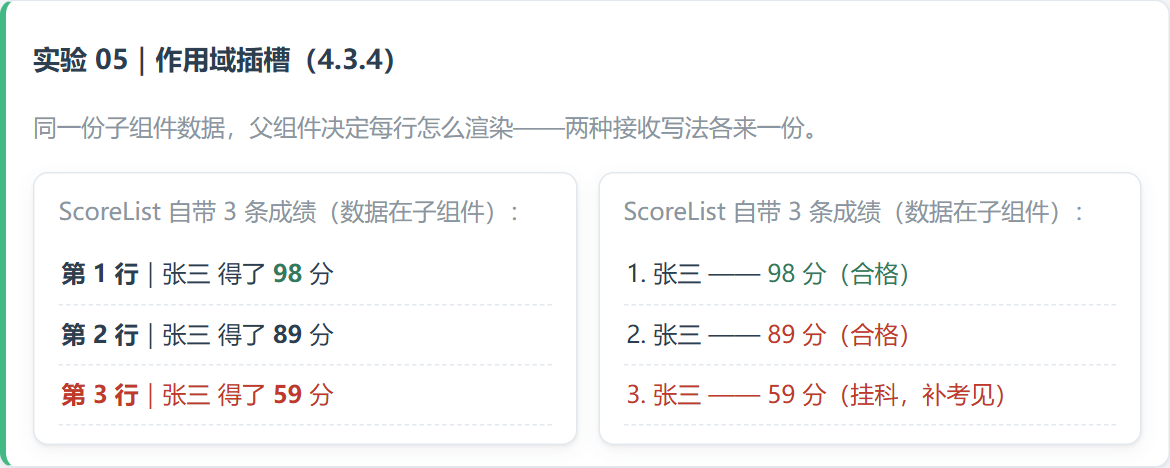 实验 05｜作用域插槽（4.3.4）
同一份子组件数据，父组件决定每行怎么渲染——两种接收写法各来一份。
ScoreList 自带 3 条成绩（数据在子组件）：
第 1 行｜张三 得了 98 分
第 2 行｜张三 得了 89 分
第 3 行｜张三 得了 59 分
ScoreList 自带 3 条成绩（数据在子组件）：
1. 张三 —— 98 分（合格）
2. 张三 —— 89 分（合格）
3. 张三 —— 59 分（挂科，补考见）